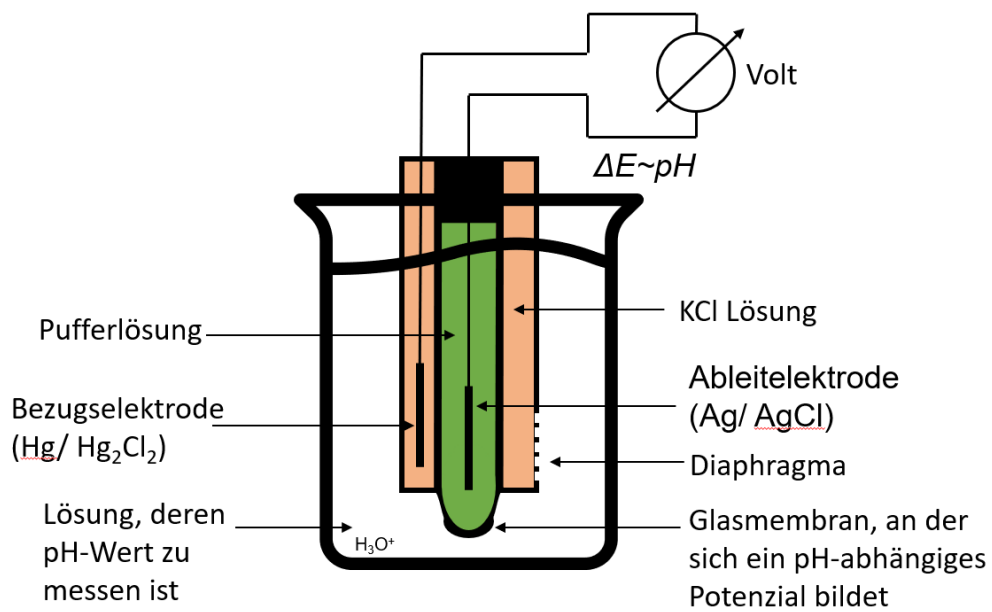 Volt
ΔE~pH
Pufferlösung
KCl Lösung
Bezugselektrode
(Hg/ Hg₂Cl₂)
Ableitelektrode
(Ag/ AgCl)
Diaphragma
Lösung, deren
pH-Wert zu
messen ist
H₃O⁺
Glasmembran, an der
sich ein pH-abhängiges
Potenzial bildet